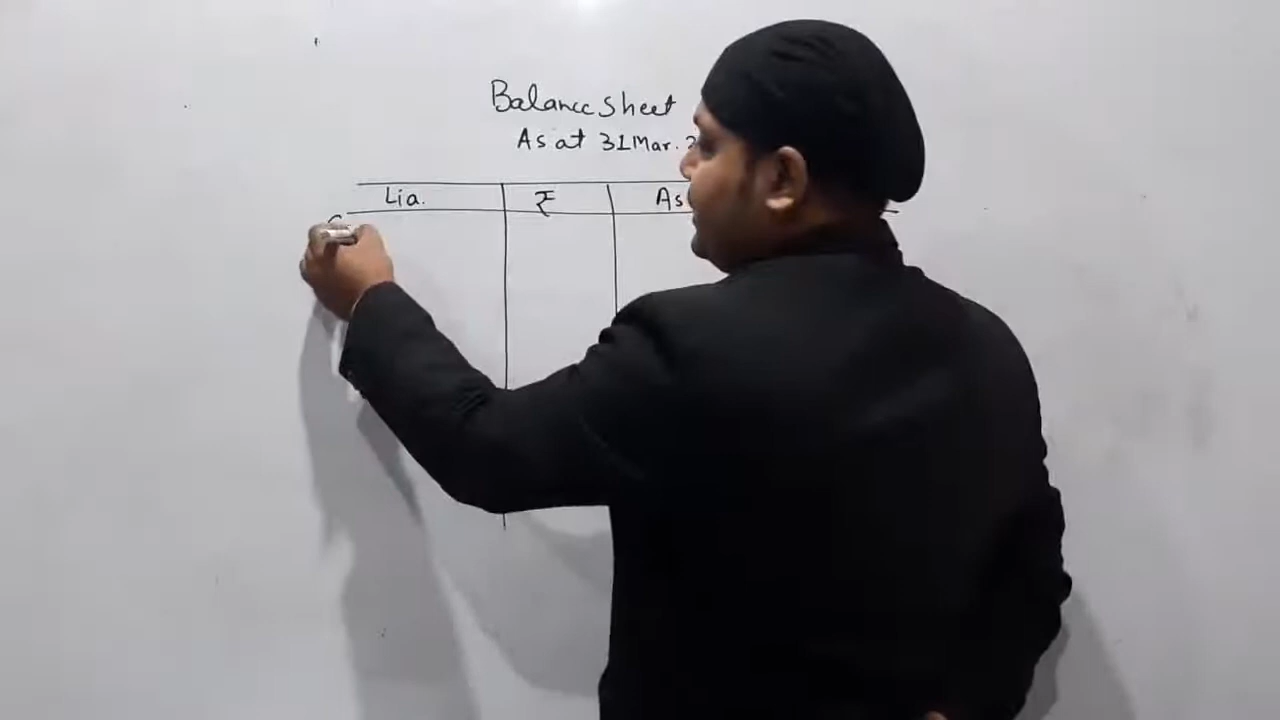 Balance Sheet
As at 31 Mar.
Lia. ₹ As